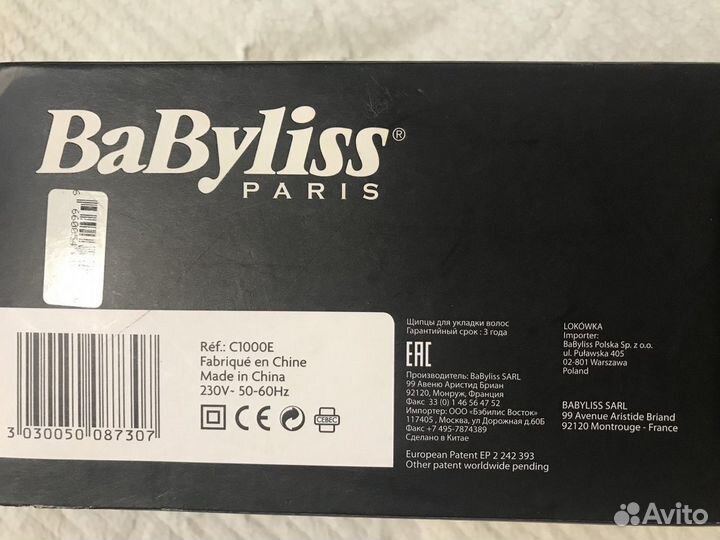 BaByliss®
PARIS
Réf.: C1000E
Fabriqué en Chine
Made in China
230V~ 50-60Hz
CE
CEBEC
3 030050 087307
Щипцы для укладки волос
Гарантийный срок : 3 года
EAC
Производитель: BaByliss SARL
99 Авеню Аристид Бриан
92120, Монруж, Франция
Факс 33 (0) 1 46 56 47 52
Импортер: ООО «Бэбилис Восток»
117405 , Москва, ул Дорожная д.60Б
Факс +7 495-7874389
Сделано в Китае
European Patent EP 2 242 393
Other patent worldwide pending
LOKÓWKA
Importer:
BaByliss Polska Sp. z o.o.
ul. Puławska 405
02-801 Warszawa
Poland
BABYLISS SARL
99 Avenue Aristide Briand
92120 Montrouge - France
Avito